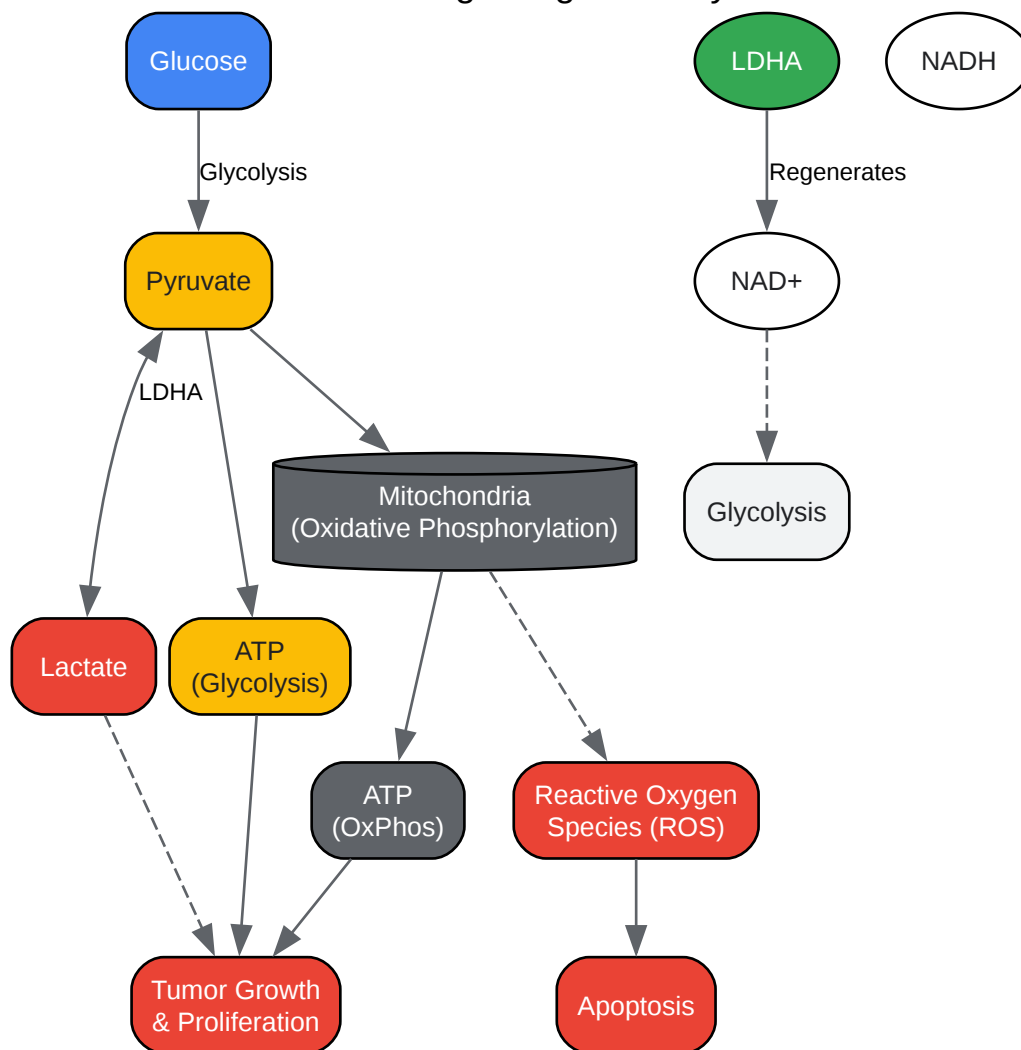 Glucose
LDHA
NADH
Glycolysis
Regenerates
Pyruvate
NAD+
LDHA
Mitochondria
(Oxidative Phosphorylation)
Glycolysis
Lactate
ATP
(Glycolysis)
ATP
(OxPhos)
Reactive Oxygen
Species (ROS)
Tumor Growth
& Proliferation
Apoptosis